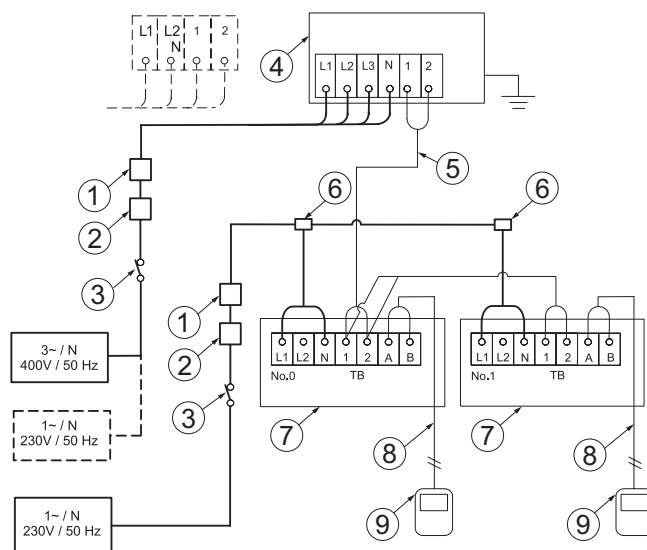 L1 L2 N 1 2
4
L1 L2 L3 N 1 2
1
5
6
6
2
3
1
3~ / N
400V / 50 Hz
2
L1 L2 N 1 2 A B
L1 L2 N 1 2 A B
No.0 TB
No.1 TB
3
1~ / N
230V / 50 Hz
7
8
7
8
1~ / N
230V / 50 Hz
9
9